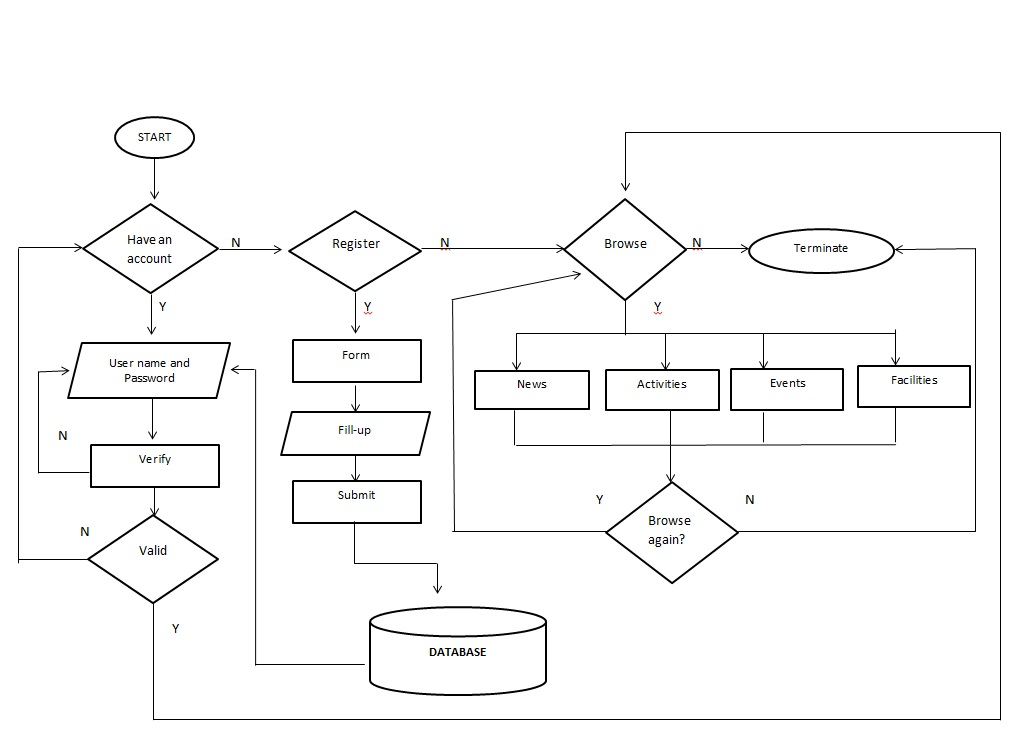 START
Have an
account
N
Register
N
Browse
N
Terminate
Y
Y
Y
User name and
Password
Form
News
Activities
Events
Facilities
Fill-up
N
Verify
Submit
Y
N
Browse
again?
N
Valid
Y
DATABASE